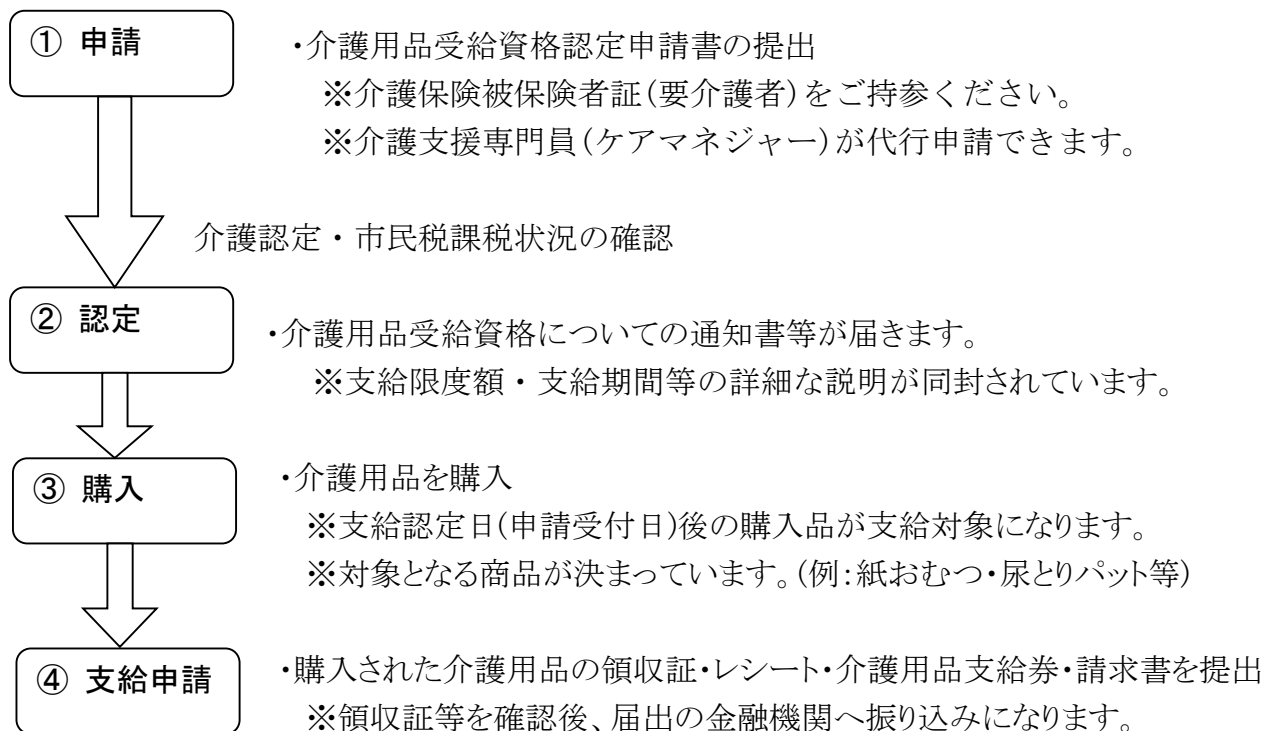 ① 申請
・介護用品受給資格認定申請書の提出
※介護保険被保険者証(要介護者)をご持参ください。
※介護支援専門員(ケアマネジャー)が代行申請できます。
介護認定・市民税課税状況の確認
② 認定
・介護用品受給資格についての通知書等が届きます。
※支給限度額・支給期間等の詳細な説明が同封されています。
③ 購入
・介護用品を購入
※支給認定日(申請受付日)後の購入品が支給対象になります。
※対象となる商品が決まっています。(例:紙おむつ・尿とりパット等)
④ 支給申請
・購入された介護用品の領収証・レシート・介護用品支給券・請求書を提出
※領収証等を確認後、届出の金融機関へ振り込みになります。